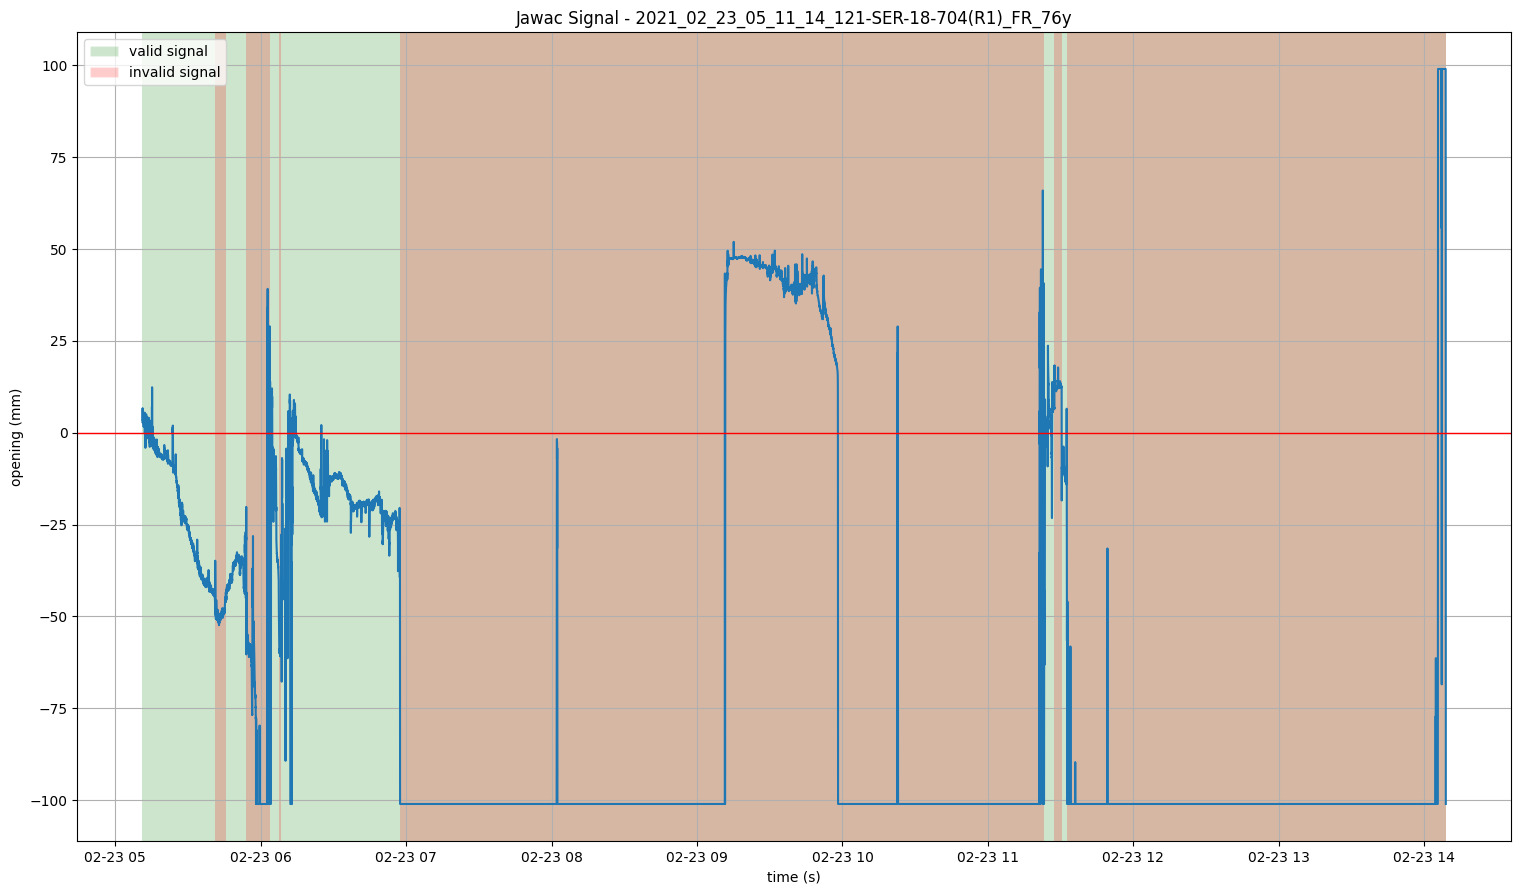 Jawac Signal - 2021_02_23_05_11_14_121-SER-18-704(R1)_FR_76y
valid signal
invalid signal
100
75
50
25
0
−25
−50
−75
−100
opening (mm)
02-23 05 02-23 06 02-23 07 02-23 08 02-23 09 02-23 10 02-23 11 02-23 12 02-23 13 02-23 14
time (s)